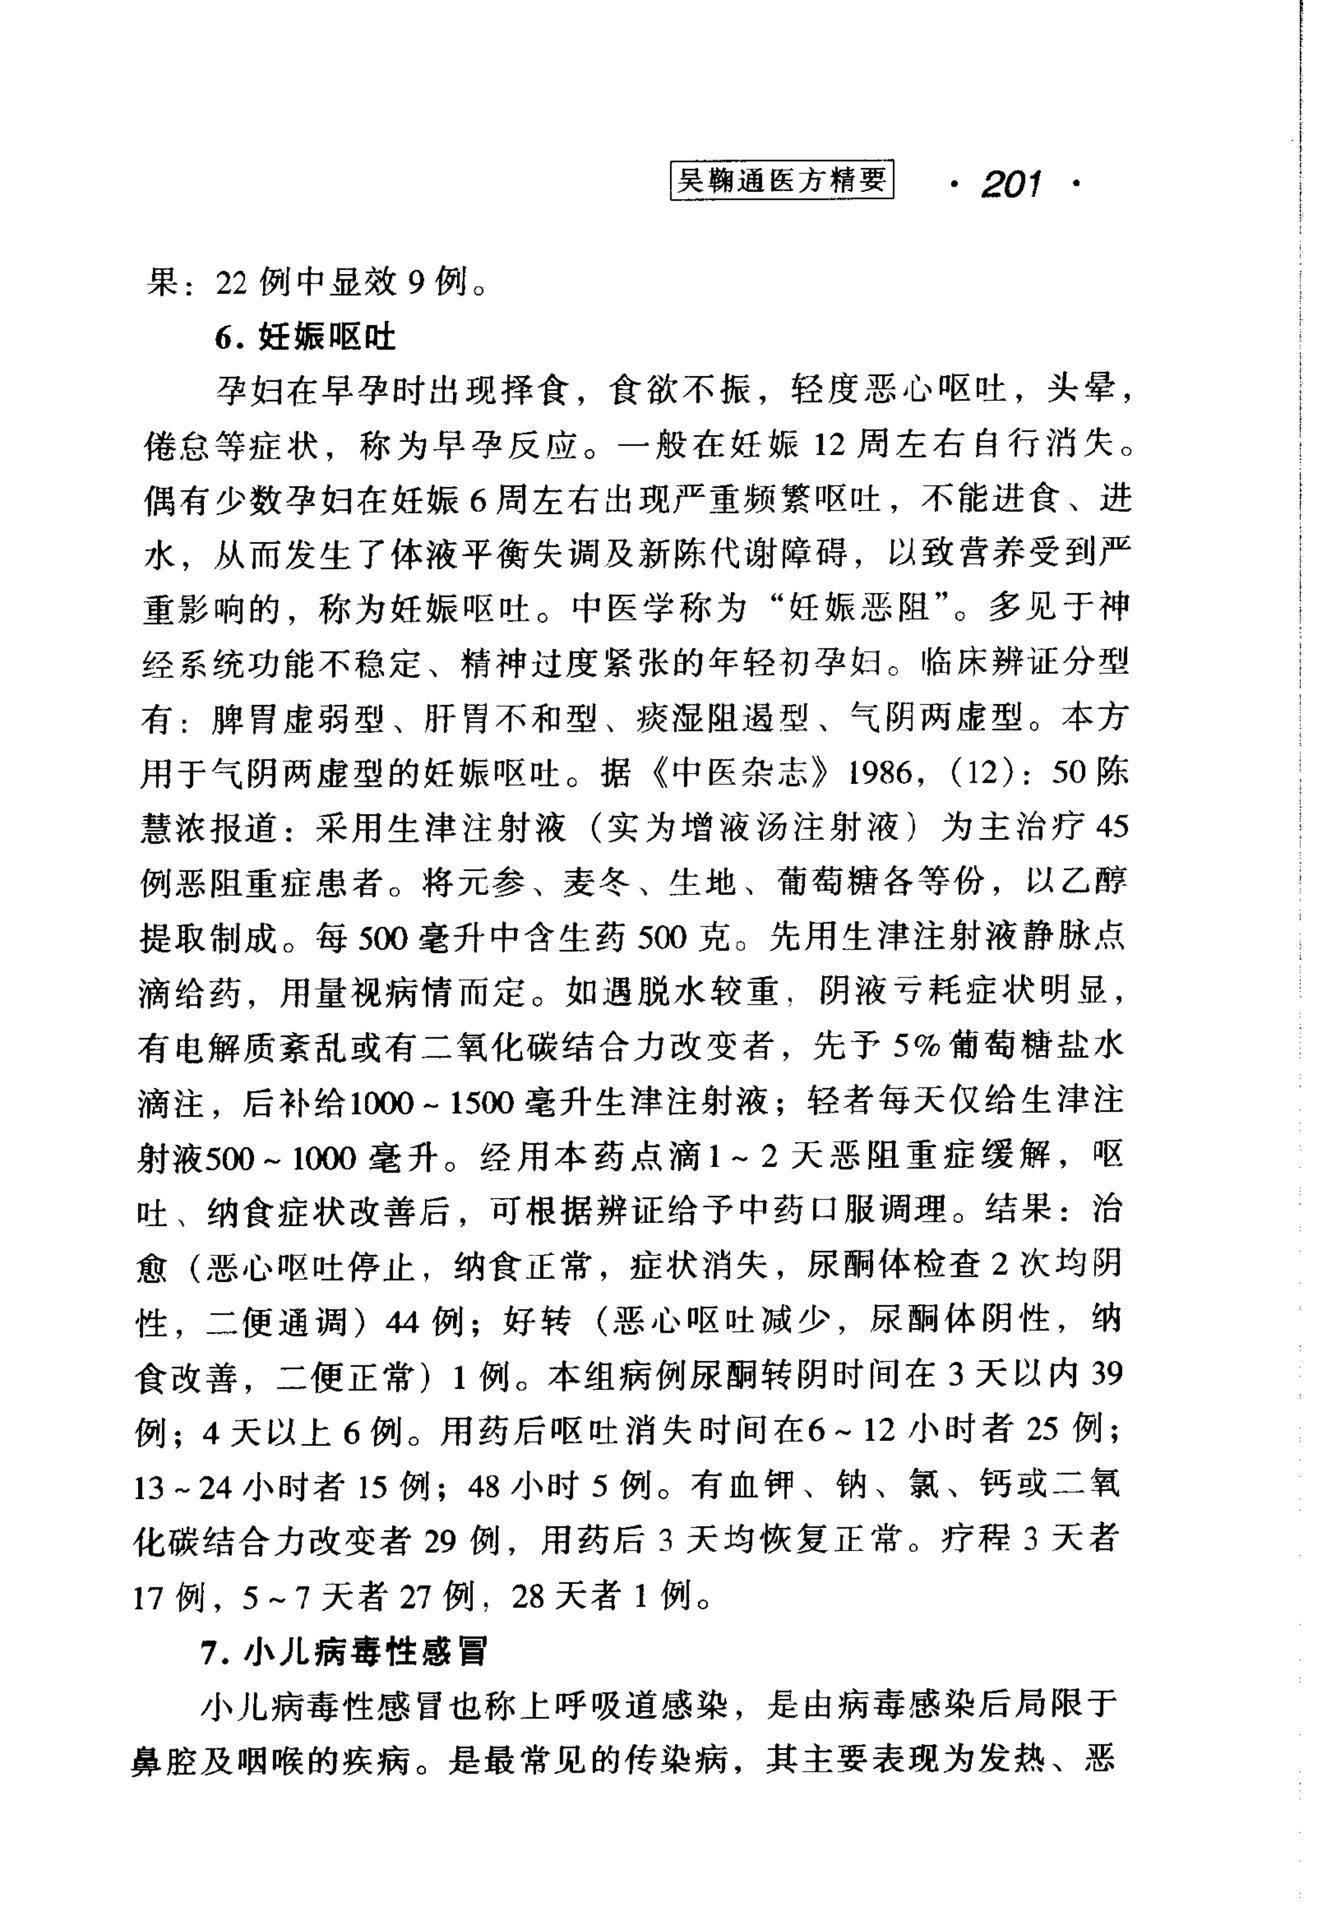 吴鞠通医方精要 · 201 ·
果：22 例中显效 9 例。
6. 妊娠呕吐
孕妇在早孕时出现择食，食欲不振，轻度恶心呕吐，头晕，
倦怠等症状，称为早孕反应。一般在妊娠 12 周左右自行消失。
偶有少数孕妇在妊娠 6 周左右出现严重频繁呕吐，不能进食、进
水，从而发生了体液平衡失调及新陈代谢障碍，以致营养受到严
重影响的，称为妊娠呕吐。中医学称为“妊娠恶阻”。多见于神
经系统功能不稳定、精神过度紧张的年轻初孕妇。临床辨证分型
有：脾胃虚弱型、肝胃不和型、痰湿阻遏型、气阴两虚型。本方
用于气阴两虚型的妊娠呕吐。据《中医杂志》1986，(12)：50 陈
慧浓报道：采用生津注射液（实为增液汤注射液）为主治疗 45
例恶阻重症患者。将元参、麦冬、生地、葡萄糖各等份，以乙醇
提取制成。每 500 毫升中含生药 500 克。先用生津注射液静脉点
滴给药，用量视病情而定。如遇脱水较重，阴液亏耗症状明显，
有电解质紊乱或有二氧化碳结合力改变者，先予 5% 葡萄糖盐水
滴注，后补给1000～1500 毫升生津注射液；轻者每天仅给生津注
射液500～1000 毫升。经用本药点滴1～2 天恶阻重症缓解，呕
吐、纳食症状改善后，可根据辨证给予中药口服调理。结果：治
愈（恶心呕吐停止，纳食正常，症状消失，尿酮体检查 2 次均阴
性，二便通调）44 例；好转（恶心呕吐减少，尿酮体阴性，纳
食改善，二便正常）1 例。本组病例尿酮转阴时间在 3 天以内 39
例；4 天以上 6 例。用药后呕吐消失时间在6～12 小时者 25 例；
13～24 小时者 15 例；48 小时 5 例。有血钾、钠、氯、钙或二氧
化碳结合力改变者 29 例，用药后 3 天均恢复正常。疗程 3 天者
17 例，5～7 天者 27 例，28 天者 1 例。
7. 小儿病毒性感冒
小儿病毒性感冒也称上呼吸道感染，是由病毒感染后局限于
鼻腔及咽喉的疾病。是最常见的传染病，其主要表现为发热、恶